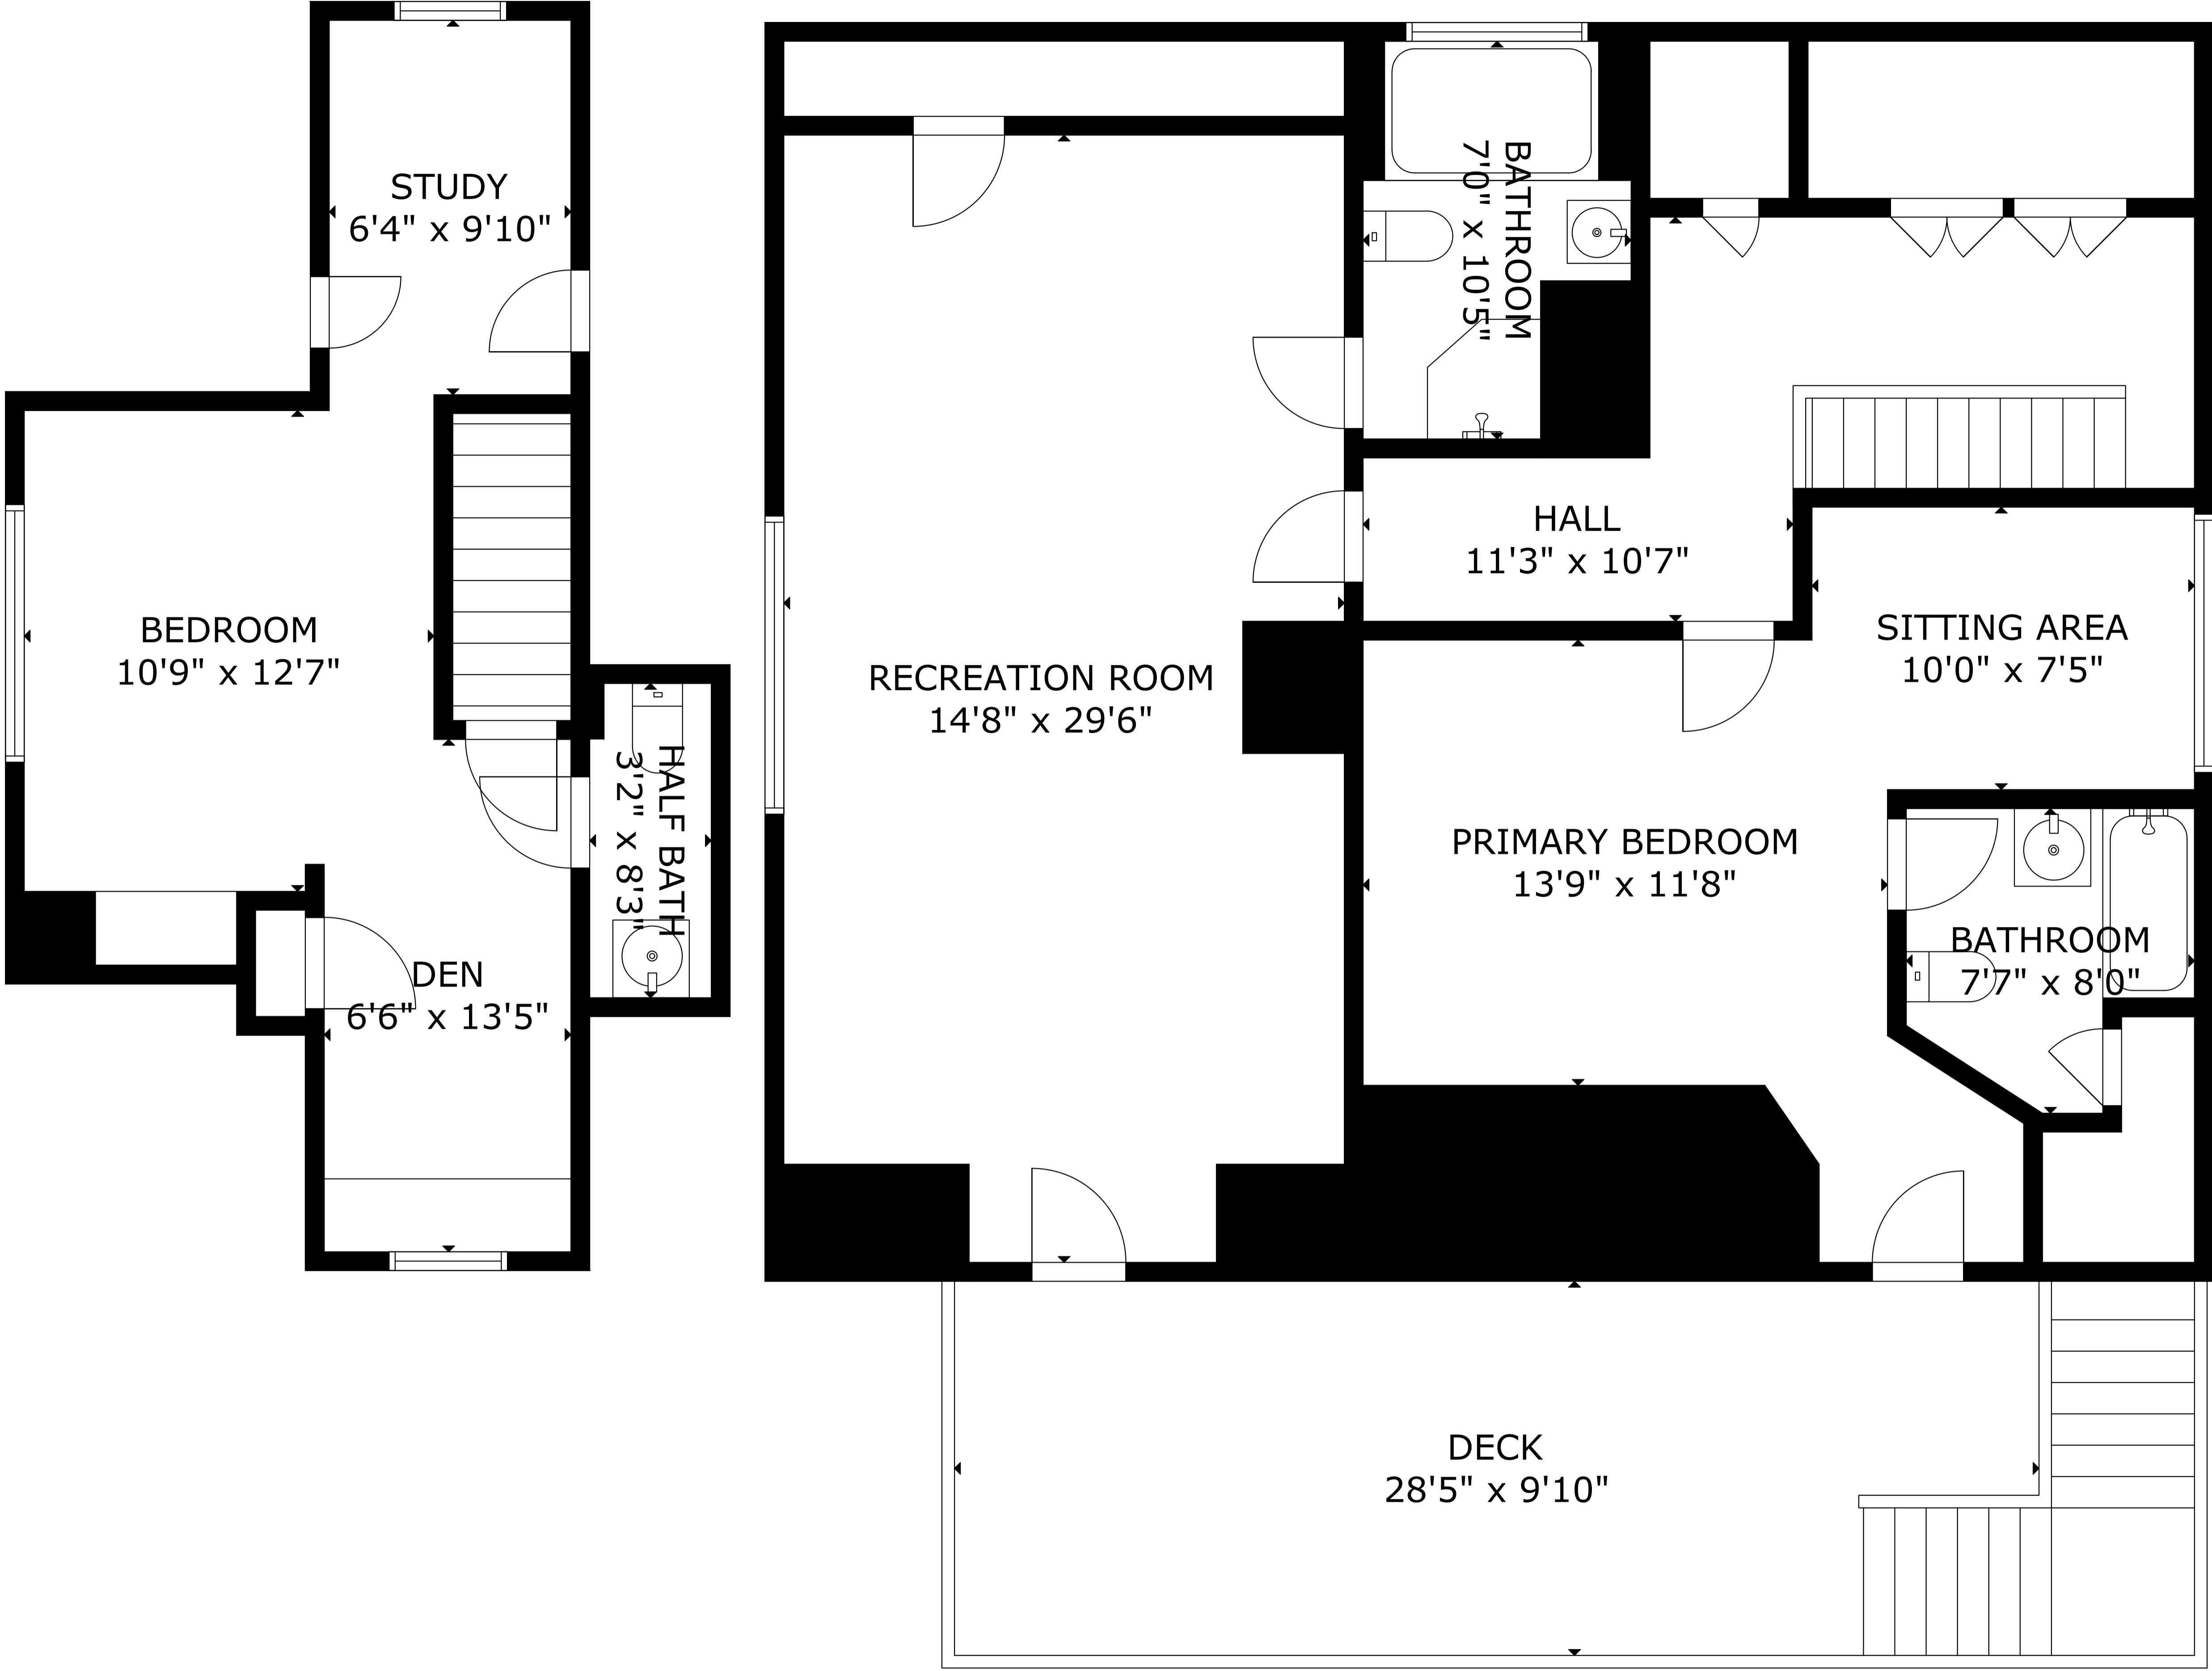 STUDY
6'4" x 9'10"
BEDROOM
10'9" x 12'7"
HALF BATH
3'2" x 8'3"
DEN
6'6" x 13'5"
BATHROOM
7'0" x 10'5"
HALL
11'3" x 10'7"
SITTING AREA
10'0" x 7'5"
RECREATION ROOM
14'8" x 29'6"
PRIMARY BEDROOM
13'9" x 11'8"
BATHROOM
7'7" x 8'0"
DECK
28'5" x 9'10"